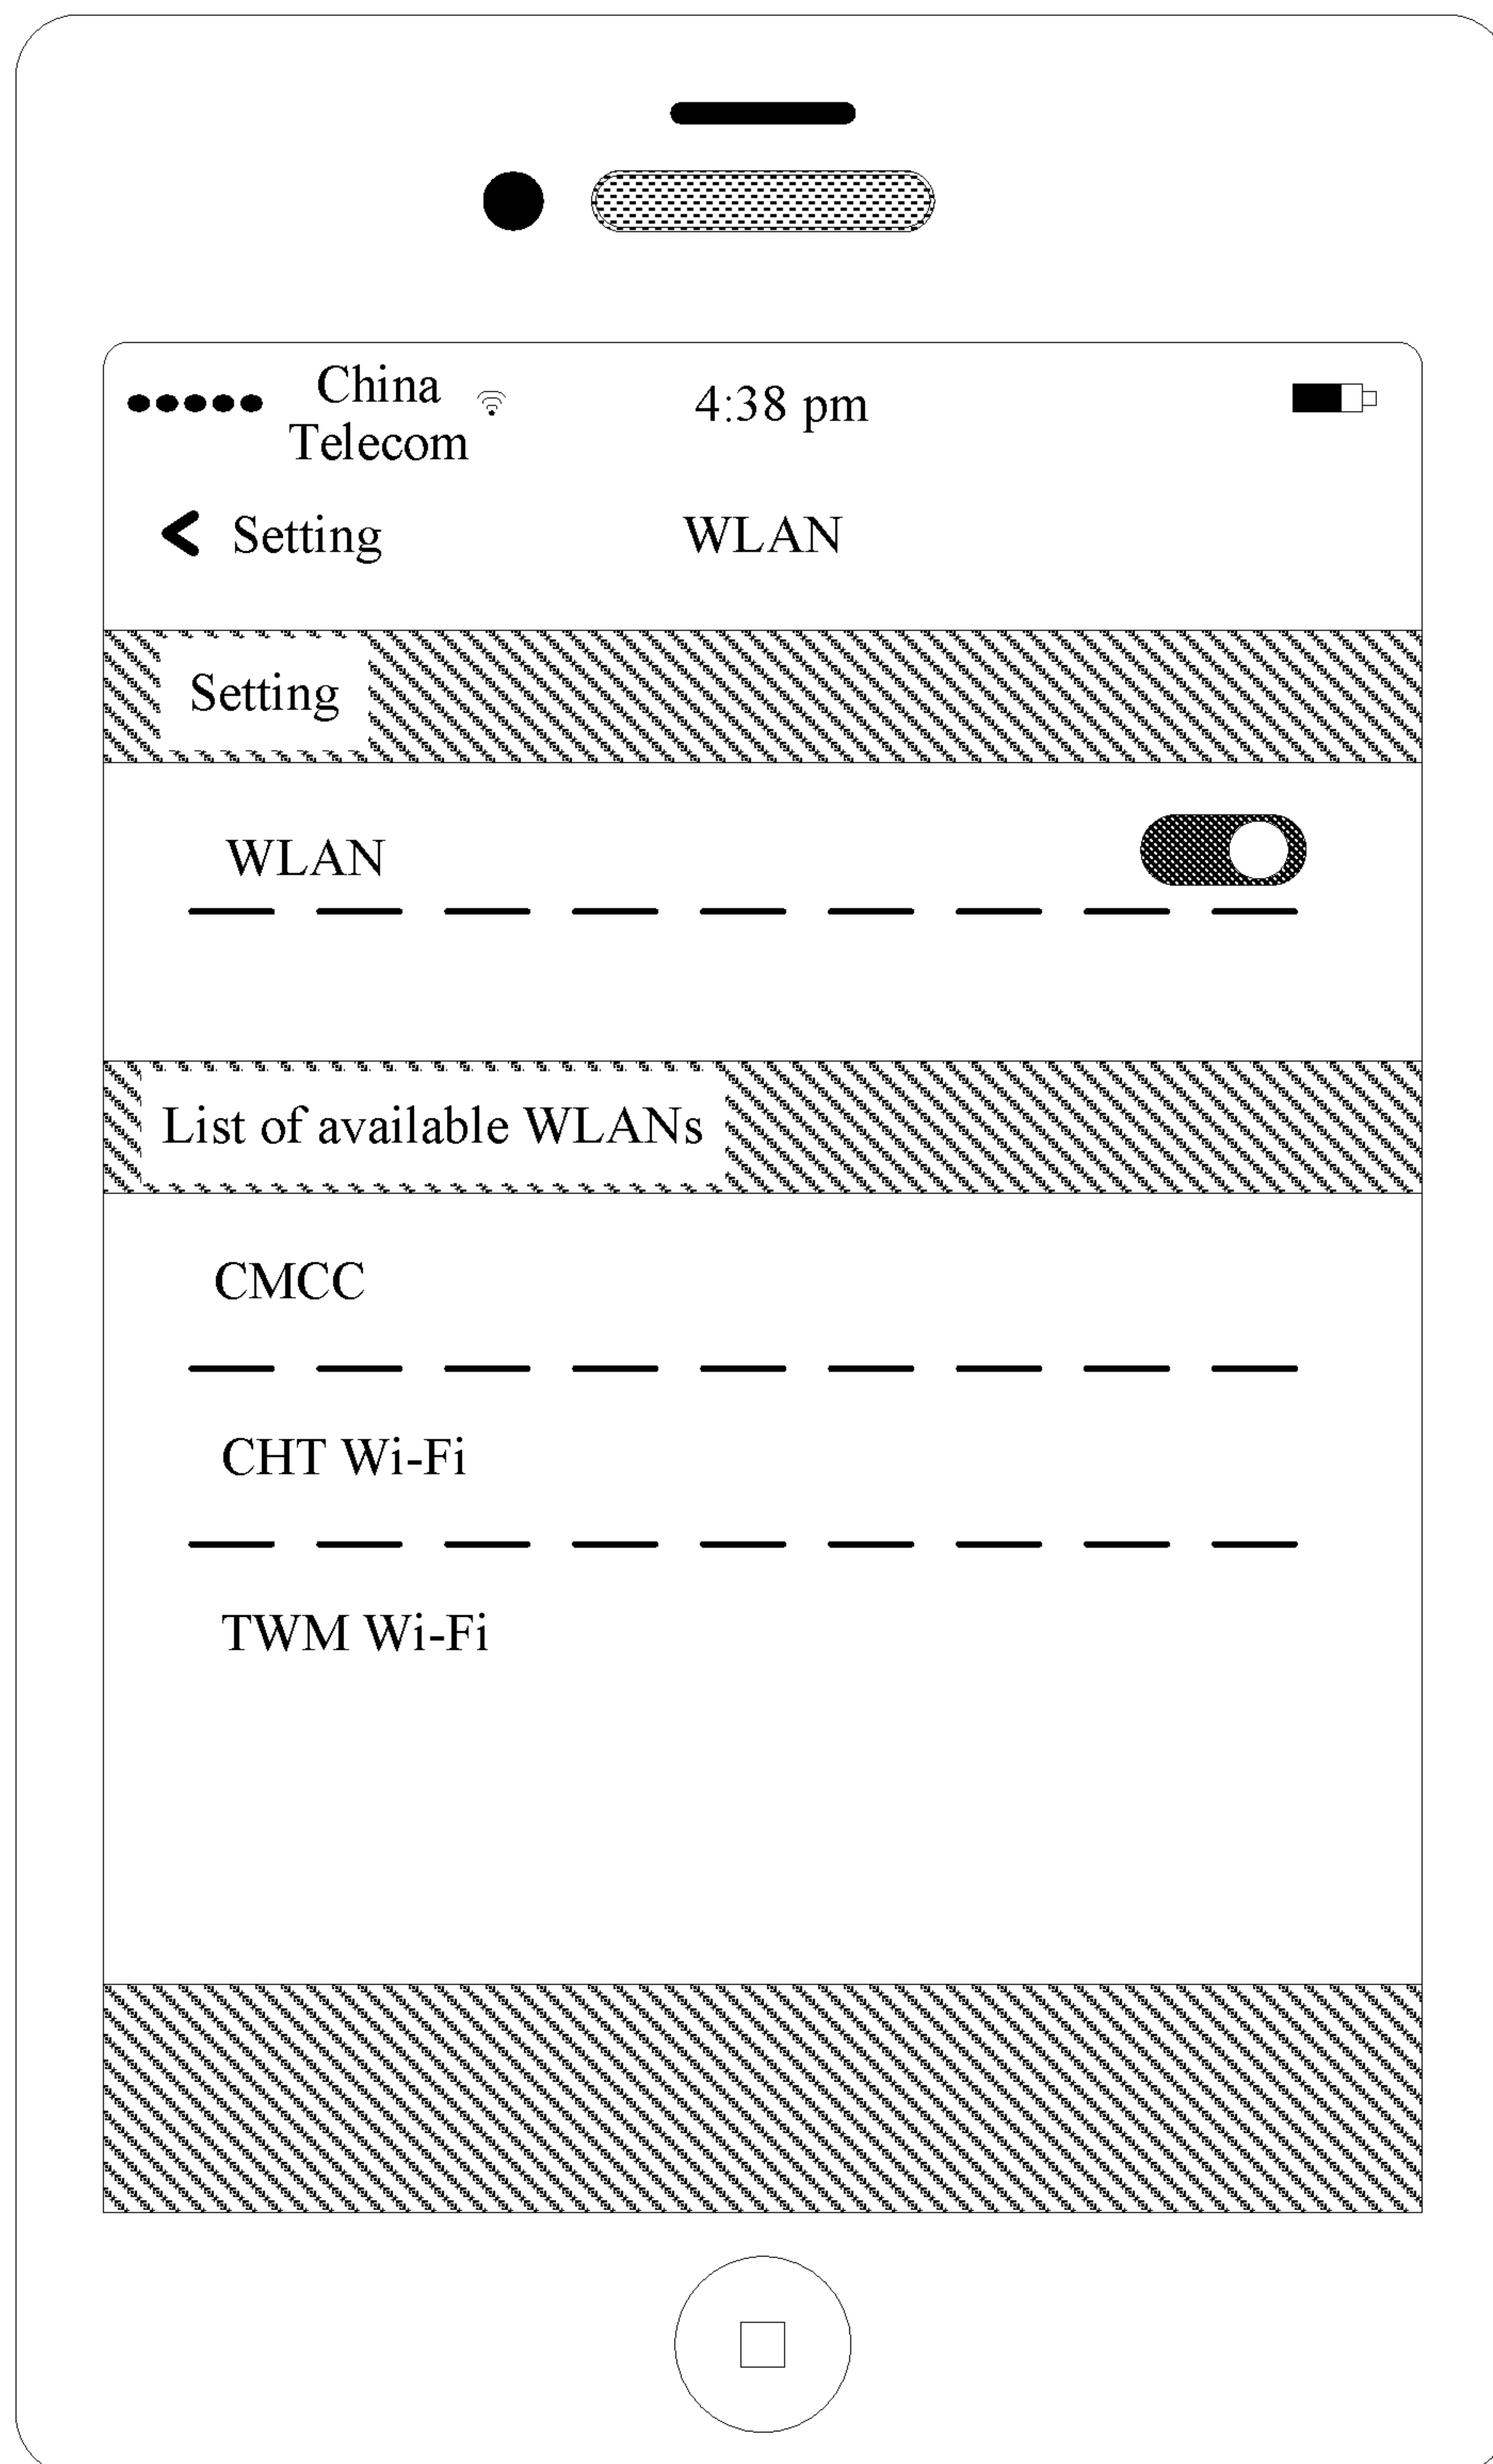 China
Telecom
4:38 pm
Setting
WLAN
Setting
WLAN
List of available WLANs
CMCC
CHT Wi-Fi
TWM Wi-Fi